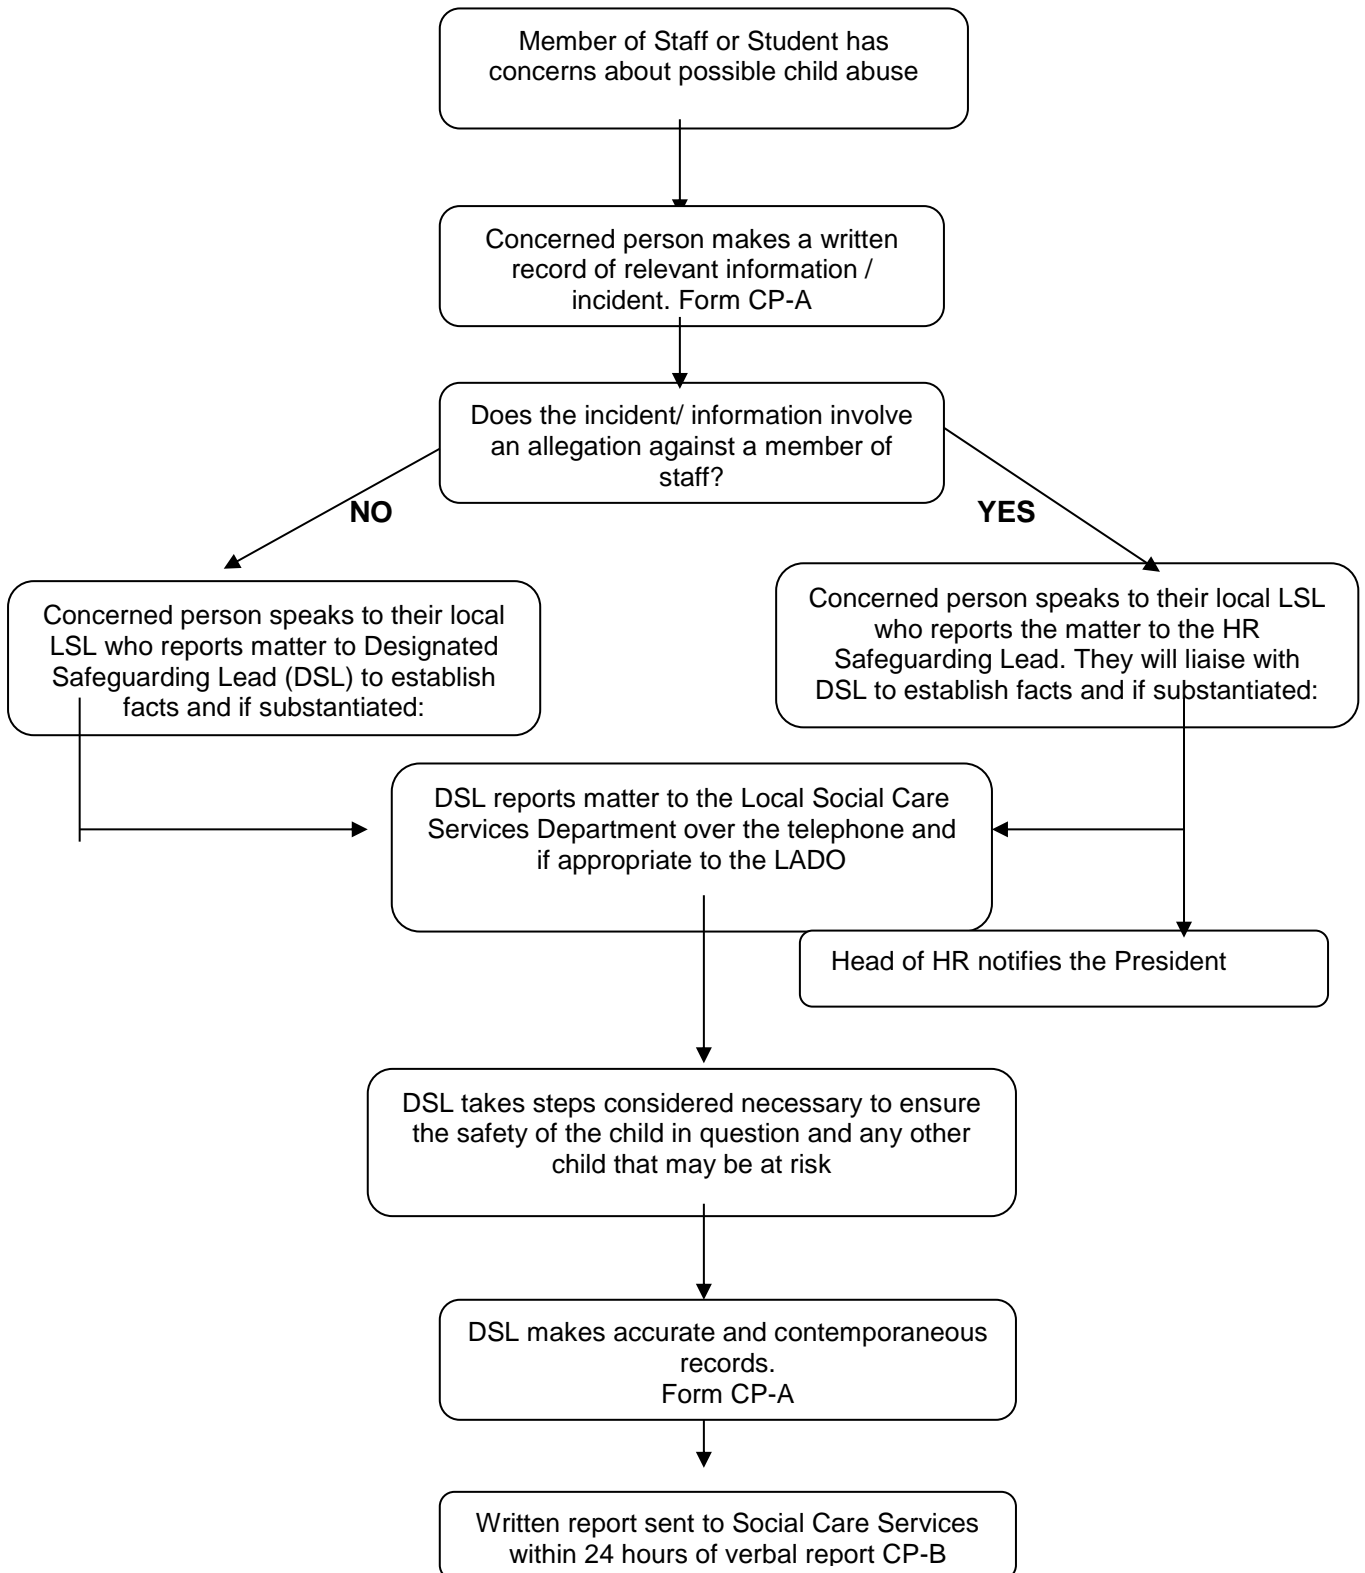 Member of Staff or Student has
concerns about possible child abuse
Concerned person makes a written
record of relevant information /
incident. Form CP-A
Does the incident/ information involve
an allegation against a member of
staff?
NO
YES
Concerned person speaks to their local
LSL who reports matter to Designated
Safeguarding Lead (DSL) to establish
facts and if substantiated:
Concerned person speaks to their local LSL
who reports the matter to the HR
Safeguarding Lead. They will liaise with
DSL to establish facts and if substantiated:
DSL reports matter to the Local Social Care
Services Department over the telephone and
if appropriate to the LADO
Head of HR notifies the President
DSL takes steps considered necessary to ensure
the safety of the child in question and any other
child that may be at risk
DSL makes accurate and contemporaneous
records.
Form CP-A
Written report sent to Social Care Services
within 24 hours of verbal report CP-B